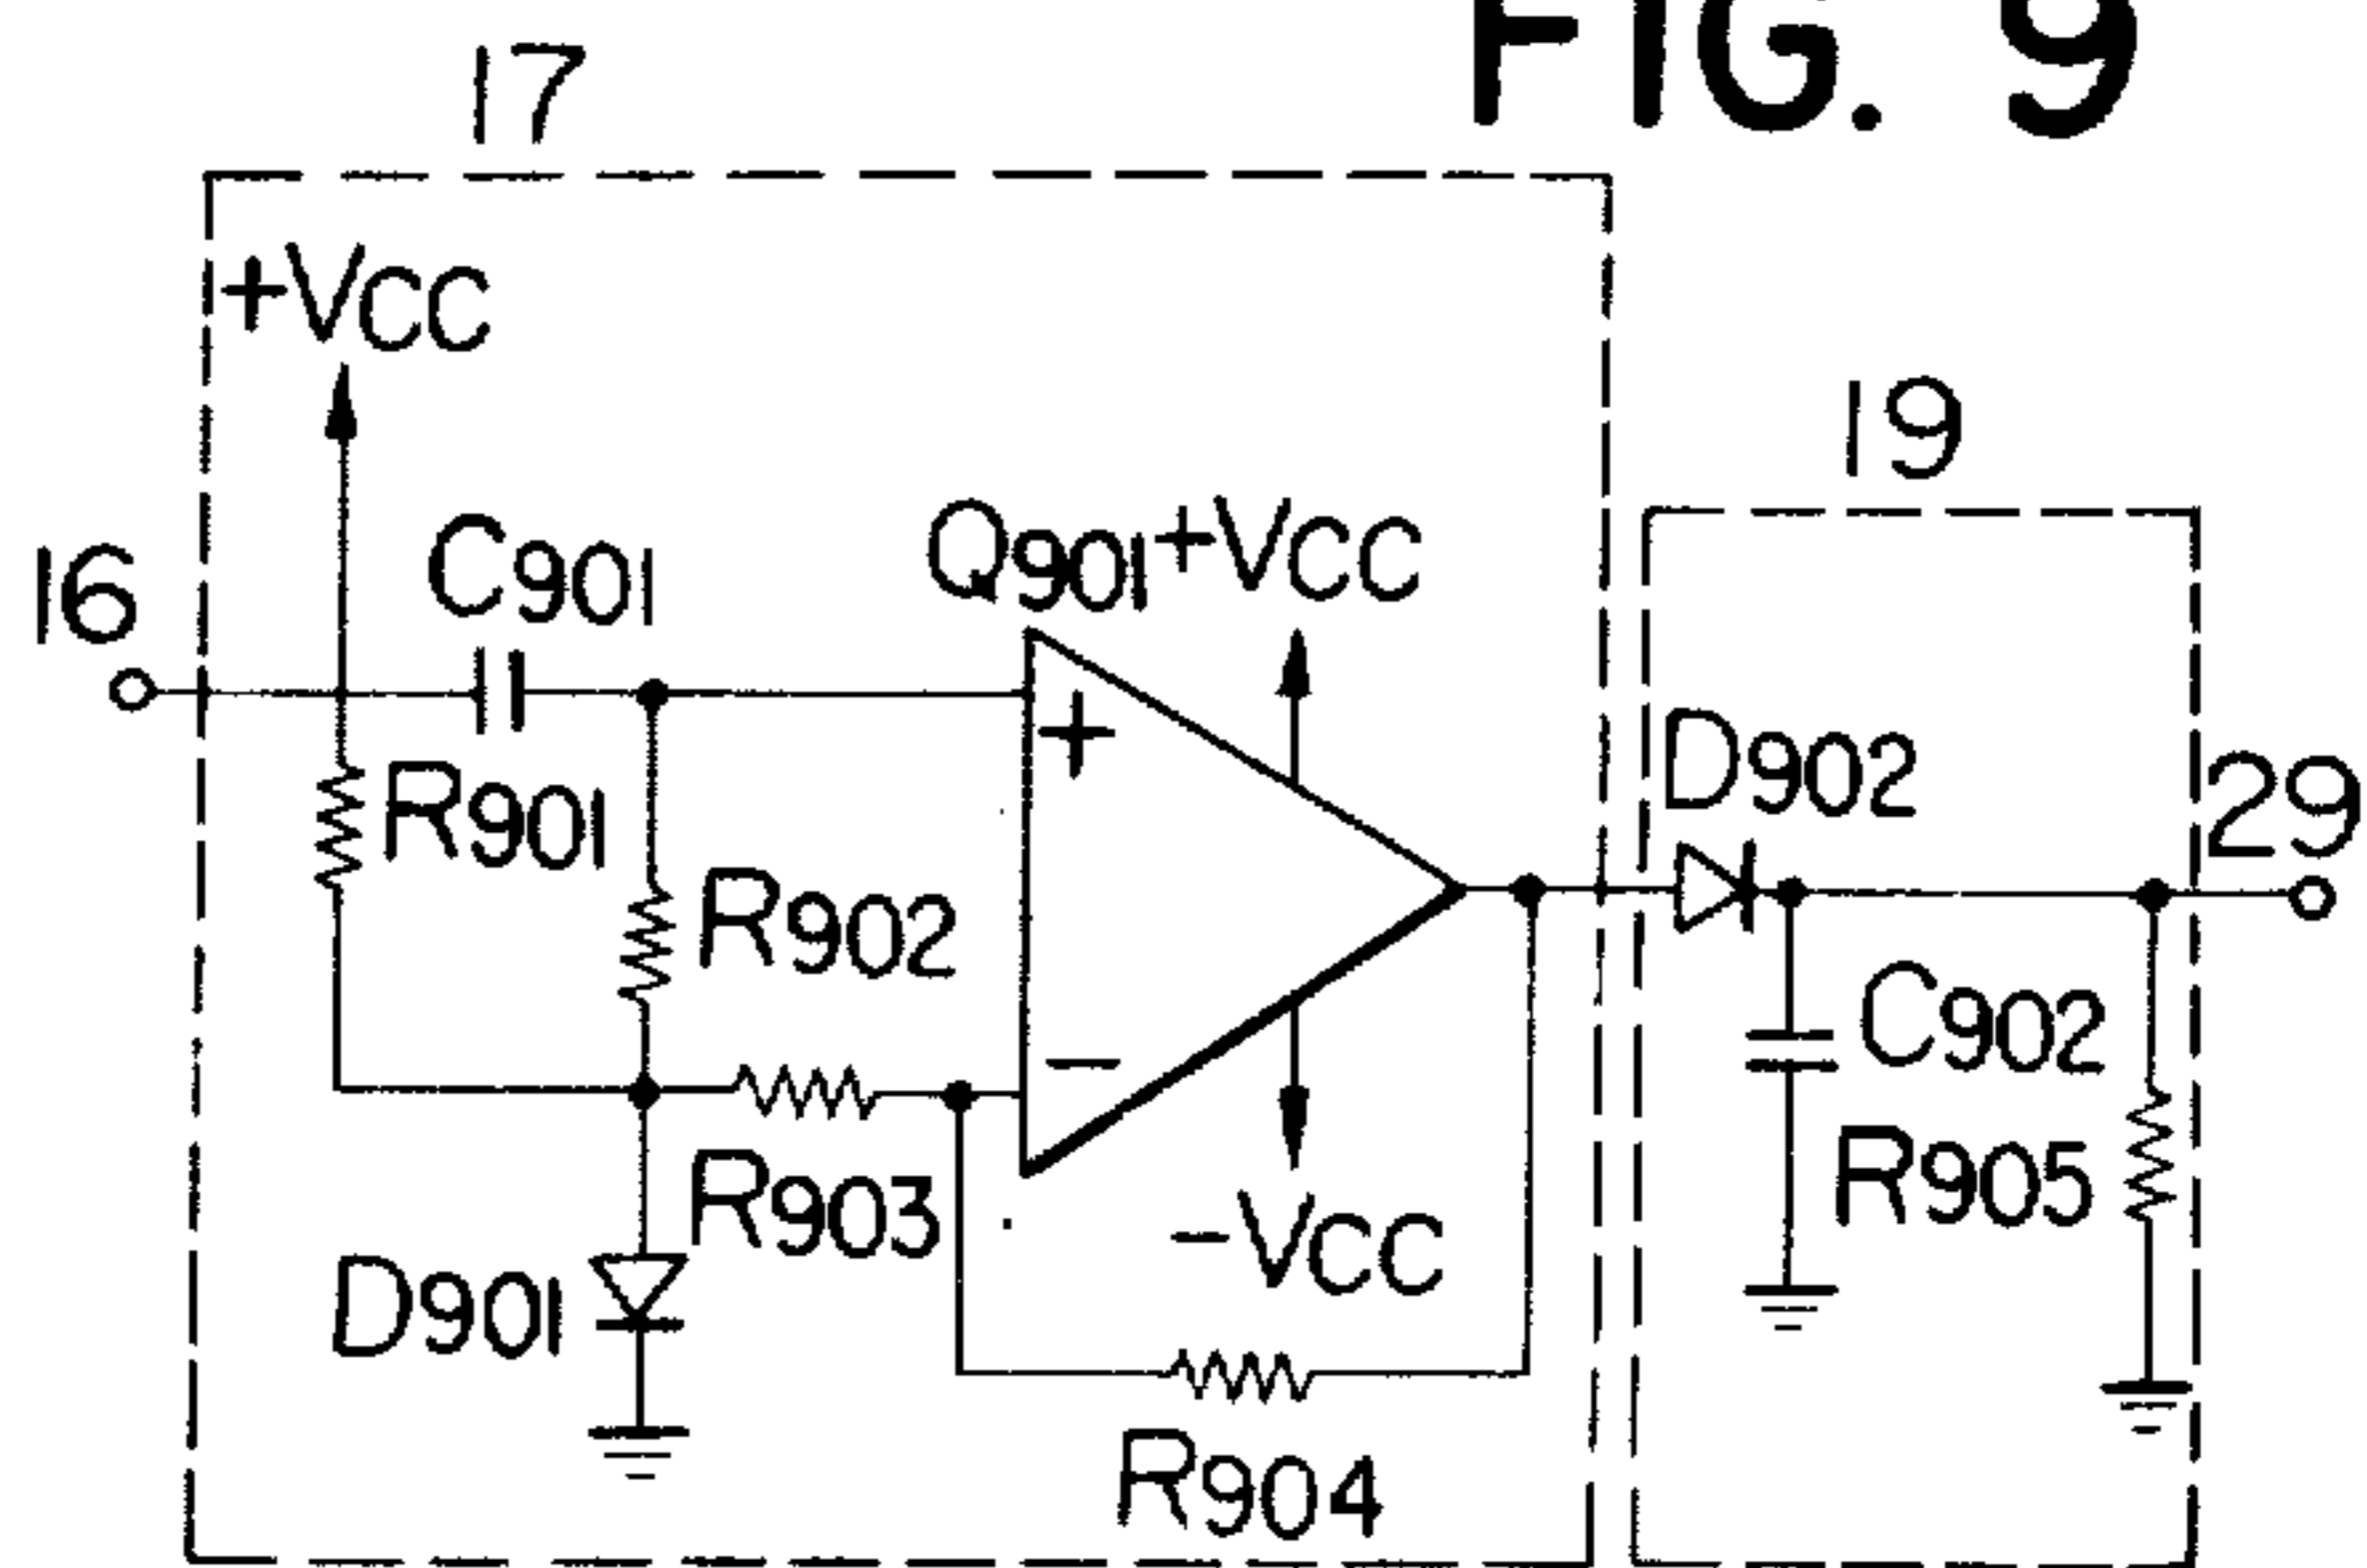 FIG. 9
17
+VCC
19
16
C901
Q901
+VCC
D902
29
R901
+
R902
C902
−
R903
R905
−VCC
D901
R904